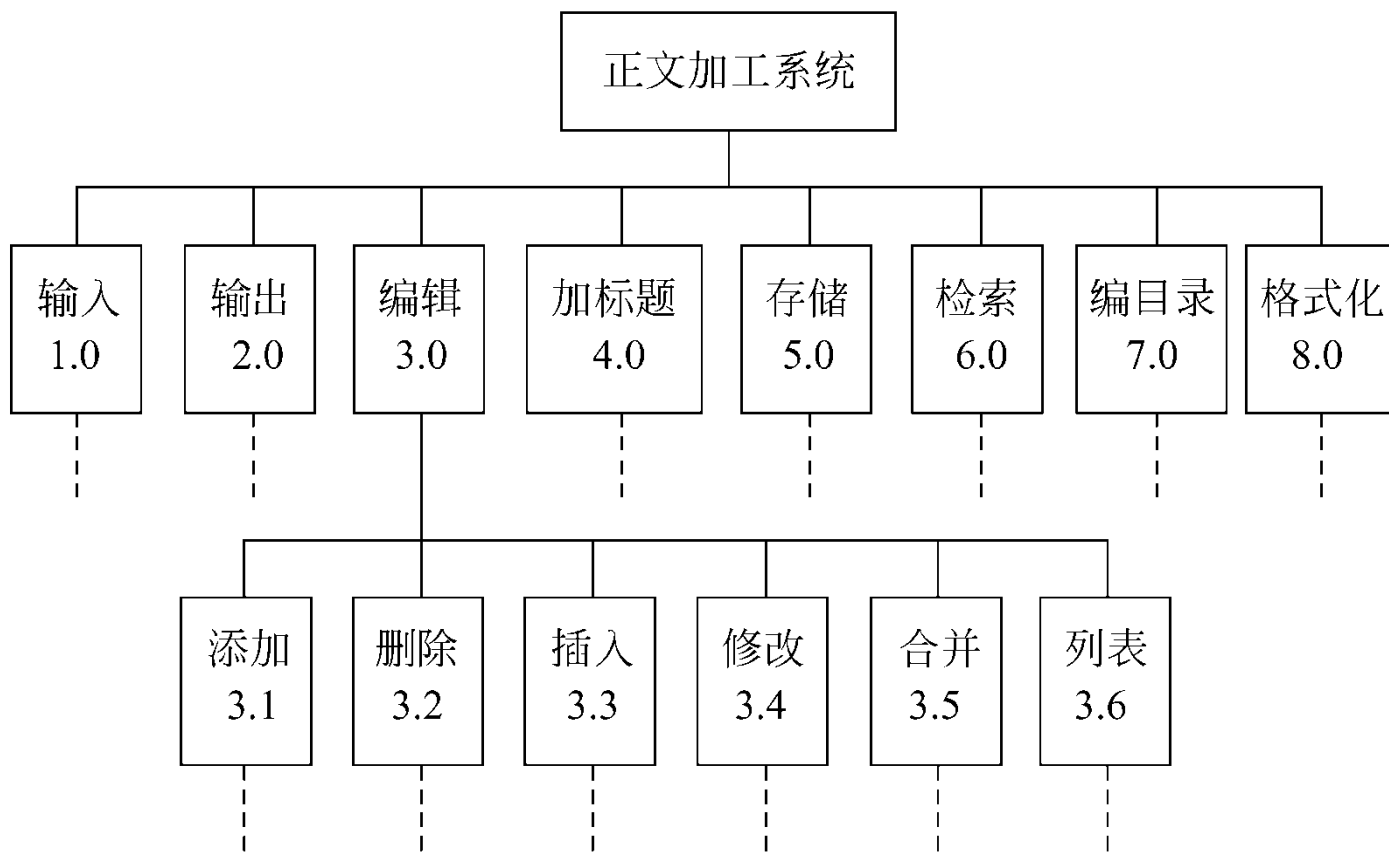 正文加工系统
输入
1.0
输出
2.0
编辑
3.0
加标题
4.0
存储
5.0
检索
6.0
编目录
7.0
格式化
8.0
添加
3.1
删除
3.2
插入
3.3
修改
3.4
合并
3.5
列表
3.6